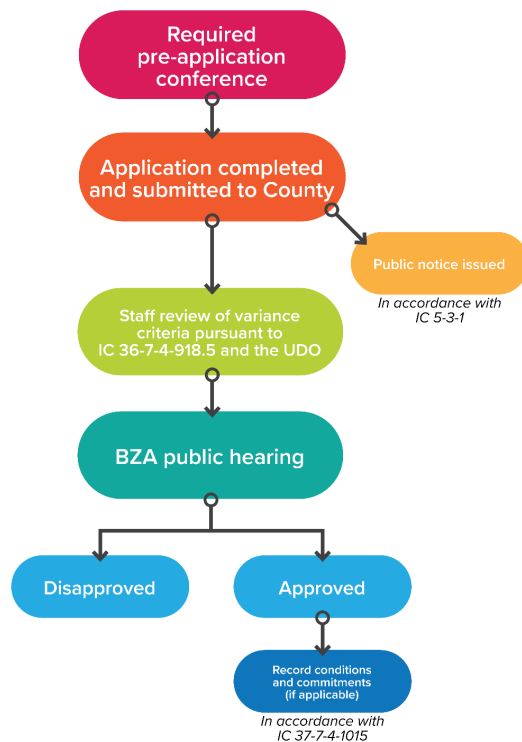 Required
pre-application
conference
Application completed
and submitted to County
Public notice issued
In accordance with
IC 5-3-1
Staff review of variance
criteria pursuant to
IC 36-7-4-918.5 and the UDO
BZA public hearing
Disapproved
Approved
Record conditions
and commitments
(if applicable)
In accordance with
IC 37-7-4-1015